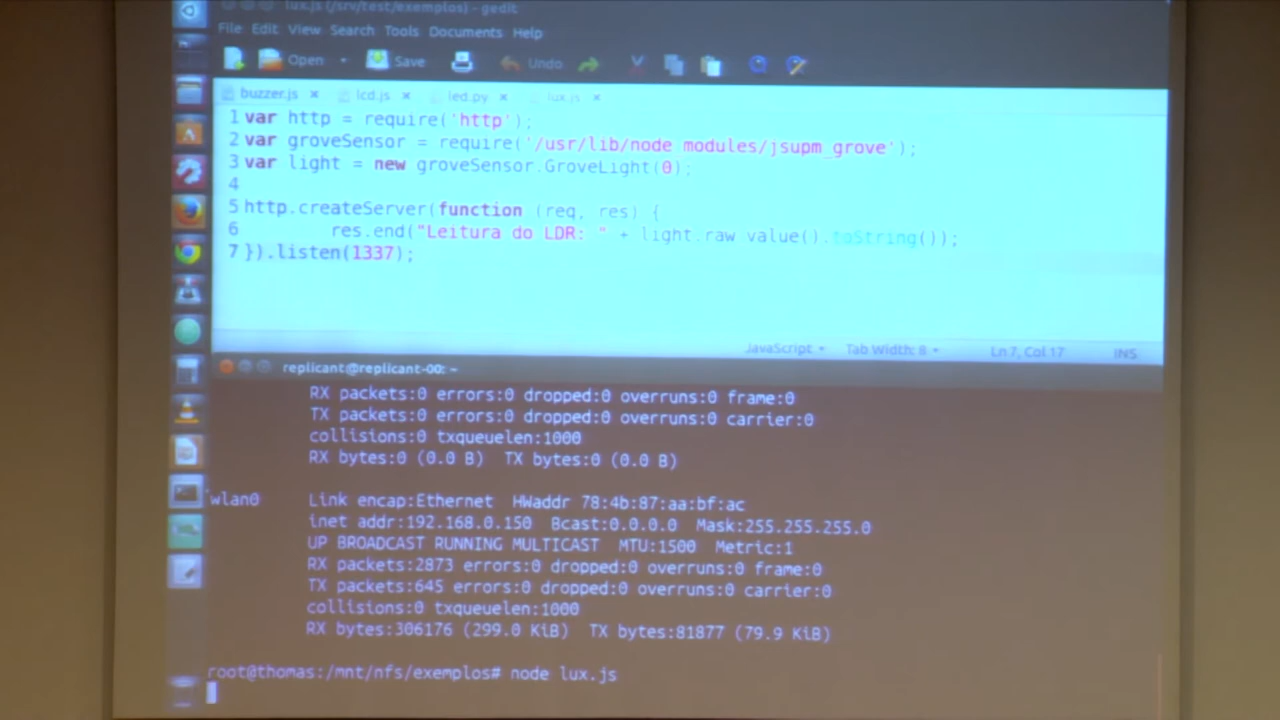 lux.js (/srv/test/exemplos) - gedit
File Edit View Search Tools Documents Help
Open Save Undo
buzzer.js × lcd.js × led.py × lux.js ×
1 var http = require('http');
2 var groveSensor = require('/usr/lib/node_modules/jsupm_grove');
3 var light = new groveSensor.GroveLight(0);
4
5 http.createServer(function (req, res) {
6 res.end("Leitura do LDR: " + light.raw_value().toString());
7 }).listen(1337);
JavaScript Tab Width: 8 Ln 7, Col 17 INS
replicant@replicant-00: ~
RX packets:0 errors:0 dropped:0 overruns:0 frame:0
TX packets:0 errors:0 dropped:0 overruns:0 carrier:0
collisions:0 txqueuelen:1000
RX bytes:0 (0.0 B) TX bytes:0 (0.0 B)
wlan0 Link encap:Ethernet HWaddr 78:4b:87:aa:bf:ac
inet addr:192.168.0.150 Bcast:0.0.0.0 Mask:255.255.255.0
UP BROADCAST RUNNING MULTICAST MTU:1500 Metric:1
RX packets:2873 errors:0 dropped:0 overruns:0 frame:0
TX packets:645 errors:0 dropped:0 overruns:0 carrier:0
collisions:0 txqueuelen:1000
RX bytes:306176 (299.0 KiB) TX bytes:81877 (79.9 KiB)
root@thomas:/mnt/nfs/exemplos# node lux.js